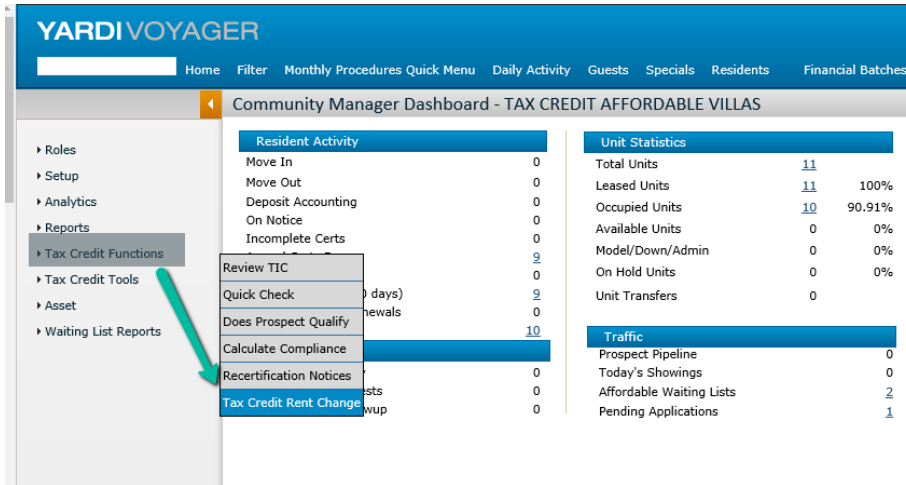 YARDI VOYAGER
Home Filter Monthly Procedures Quick Menu Daily Activity Guests Specials Residents Financial Batches
Community Manager Dashboard - TAX CREDIT AFFORDABLE VILLAS
Roles
Setup
Analytics
Reports
Tax Credit Functions
Tax Credit Tools
Asset
Waiting List Reports
Resident Activity
Move In 0
Move Out 0
Deposit Accounting 0
On Notice 0
Incomplete Certs 0
9
0
days) 9
0
10
0
0
0
Review TIC
Quick Check
Does Prospect Qualify
Calculate Compliance
Recertification Notices
Tax Credit Rent Change
Unit Statistics
Total Units 11
Leased Units 11 100%
Occupied Units 10 90.91%
Available Units 0 0%
Model/Down/Admin 0 0%
On Hold Units 0 0%
Unit Transfers 0
Traffic
Prospect Pipeline 0
Today's Showings 0
Affordable Waiting Lists 2
Pending Applications 1